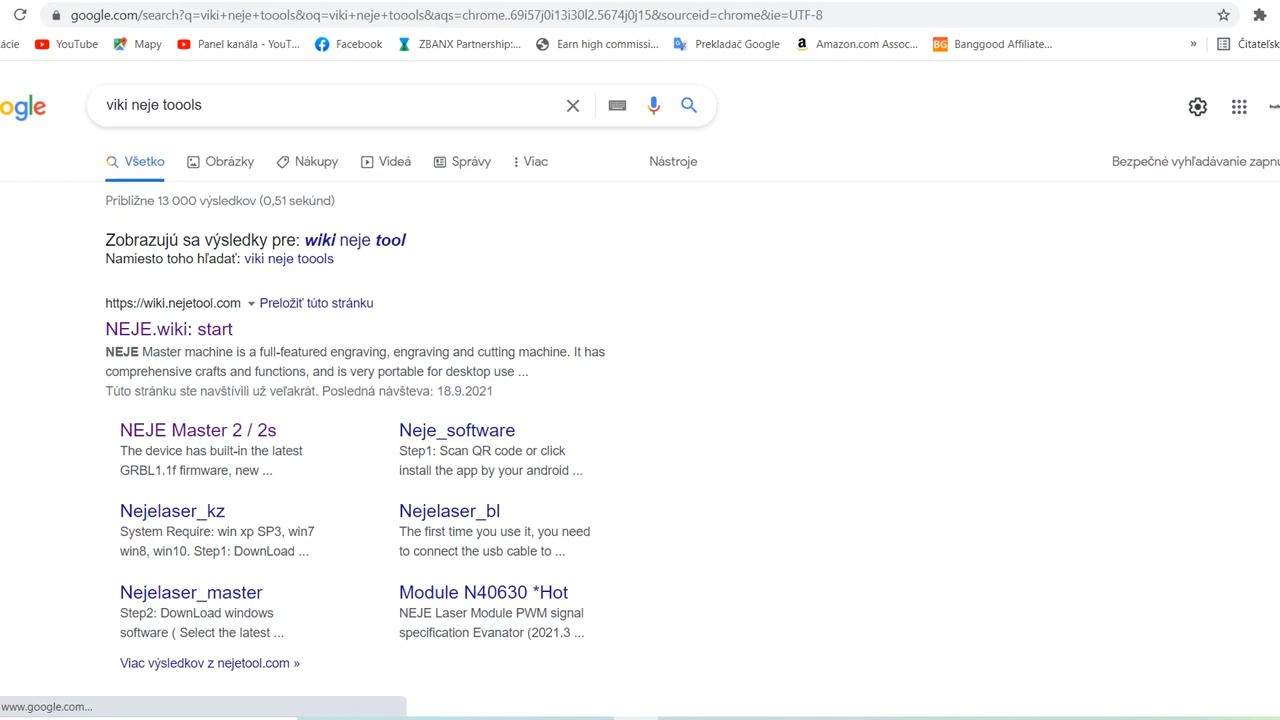 google.com/search?q=viki+neje+toools&oq=viki+neje+toools&aqs=chrome..69i57j0i13i30l2.5674j0j15&sourceid=chrome&ie=UTF-8
ácie YouTube Mapy Panel kanála - YouT... Facebook ZBANX Partnership:... Earn high commissi... Prekladač Google Amazon.com Assoc... BG Banggood Affiliate... » Čitateľsk
ogle viki neje toools
Všetko Obrázky Nákupy Videá Správy Viac Nástroje Bezpečné vyhľadávanie zapnu
Približne 13 000 výsledkov (0,51 sekúnd)
Zobrazujú sa výsledky pre: wiki neje tool
Namiesto toho hľadať: viki neje toools
https://wiki.nejetool.com Preložiť túto stránku
NEJE.wiki: start
NEJE Master machine is a full-featured engraving, engraving and cutting machine. It has
comprehensive crafts and functions, and is very portable for desktop use ...
Túto stránku ste navštívili už veľakrát. Posledná návšteva: 18.9.2021
NEJE Master 2 / 2s
The device has built-in the latest
GRBL1.1f firmware, new ...
Neje_software
Step1: Scan QR code or click
install the app by your android ...
Nejelaser_kz
System Require: win xp SP3, win7
win8, win10. Step1: DownLoad ...
Nejelaser_bl
The first time you use it, you need
to connect the usb cable to ...
Nejelaser_master
Step2: DownLoad windows
software ( Select the latest ...
Module N40630 *Hot
NEJE Laser Module PWM signal
specification Evanator (2021.3 ...
Viac výsledkov z nejetool.com »
www.google.com...